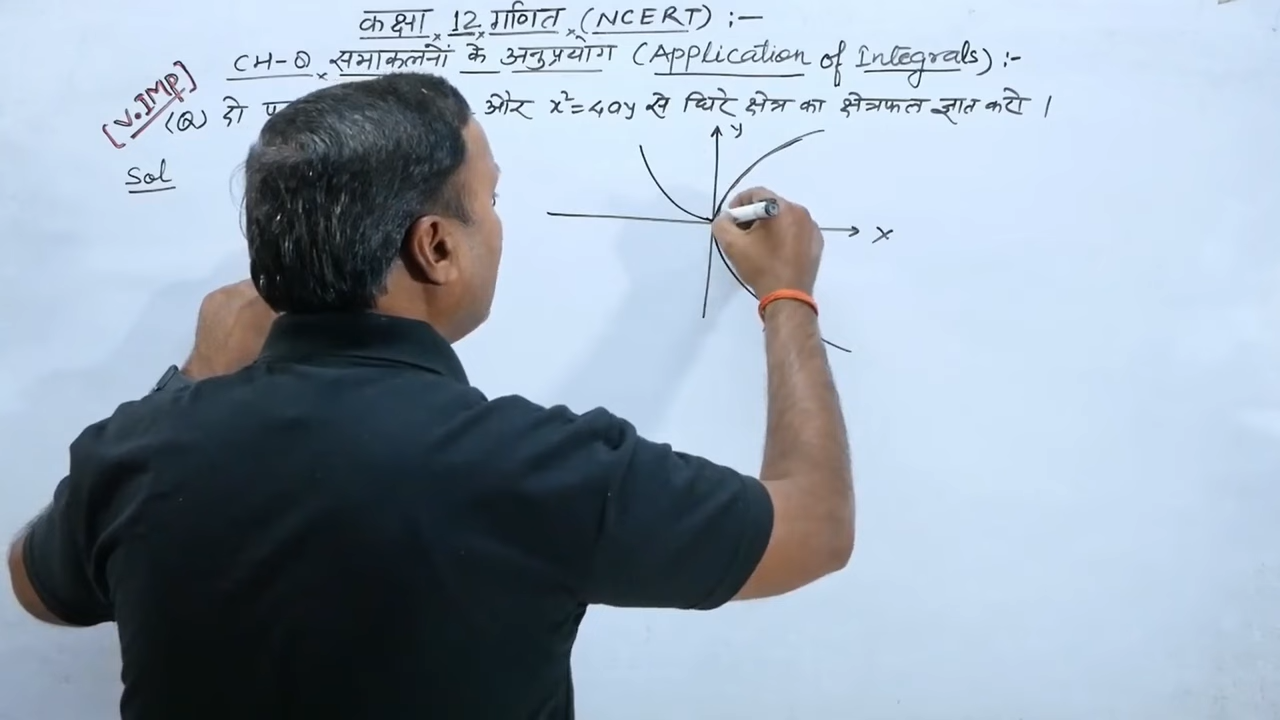 कक्षा 12 गणित (NCERT) :-
CH-8 समाकलनों के अनुप्रयोग (Application of Integrals) :-
[V.IMP]
(Q) दो और x²=4ay से घिरे क्षेत्र का क्षेत्रफल ज्ञात करो ।
y
Sol
x